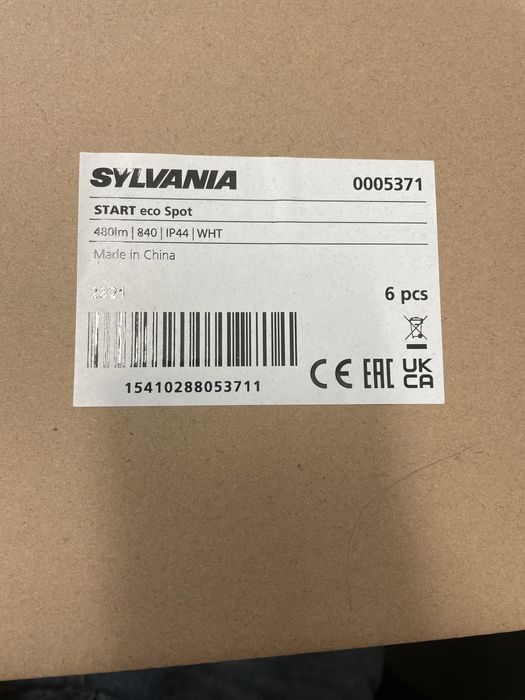 SYLVANIA 0005371
START eco Spot
480lm | 840 | IP44 | WHT
Made in China
2821 6 pcs
15410288053711
CE EAC UK CA